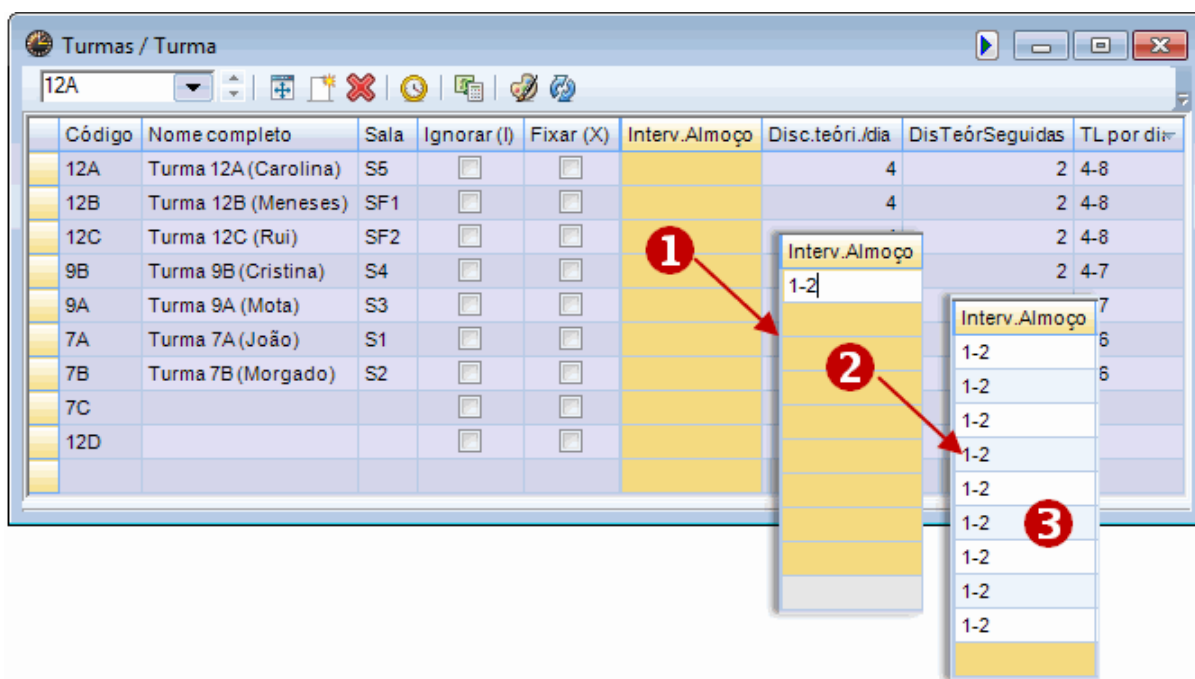 Turmas / Turma
12A
Código Nome completo Sala Ignorar (I) Fixar (X) Interv.Almoço Disc.teóri./dia DisTeórSeguidas TL por di
12A Turma 12A (Carolina) S5 4 2 4-8
12B Turma 12B (Meneses) SF1 4 2 4-8
12C Turma 12C (Rui) SF2 2 4-8
9B Turma 9B (Cristina) S4 2 4-7
9A Turma 9A (Mota) S3 7
7A Turma 7A (João) S1 6
7B Turma 7B (Morgado) S2 6
7C
12D
1
Interv.Almoço
1-2
2
Interv.Almoço
1-2
1-2
1-2
1-2
1-2
1-2
1-2
1-2
1-2
3